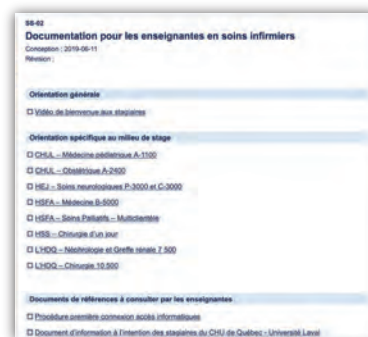 S8-02
Documentation pour les enseignantes en soins infirmiers
Conception : 2019-06-11
Révision :
Orientation générale
☐ Vidéo de bienvenue aux stagiaires
Orientation spécifique au milieu de stage
☐ CHUL – Médecine pédiatrique A-1100
☐ CHUL – Obstétrique A-2400
☐ HEJ – Soins neurologiques P-3000 et C-3000
☐ HSFA – Médecine B-5000
☐ HSFA – Soins Palliatifs – Multiclientèle
☐ HSS – Chirurgie d'un jour
☐ L'HDQ – Néphrologie et Greffe rénale 7 500
☐ L'HDQ – Chirurgie 10 500
Documents de références à consulter par les enseignantes
☐ Procédure première connexion accès informatiques
☐ Document d'information à l'intention des stagiaires du CHU de Québec - Université Laval